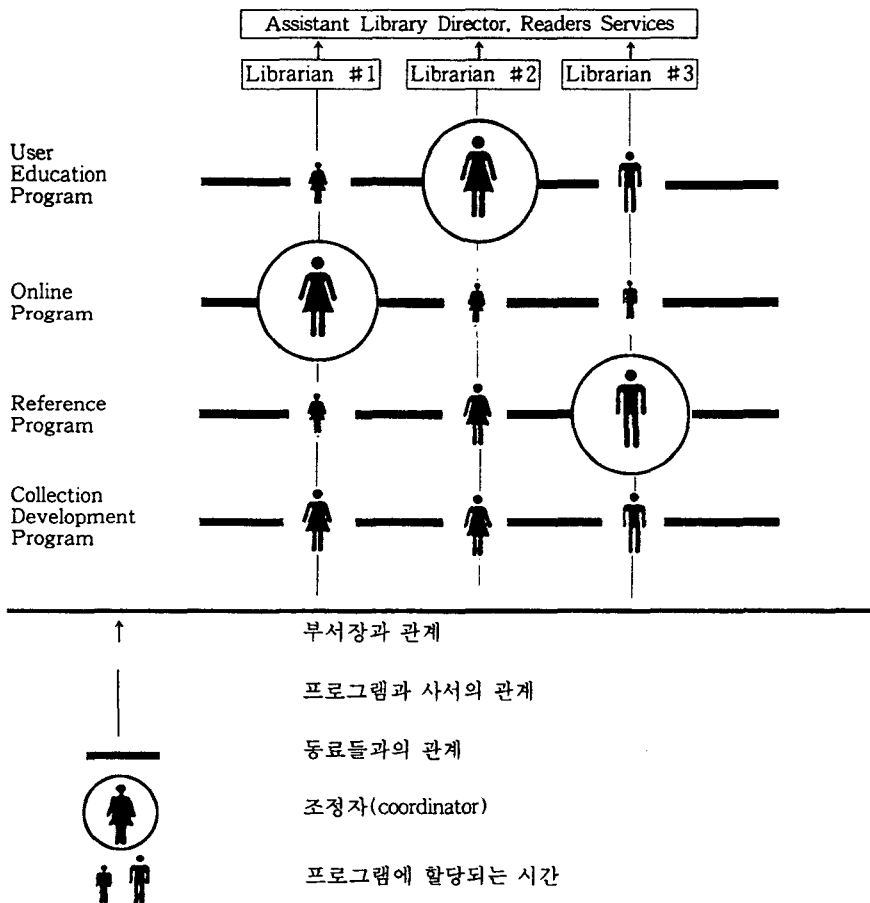 Assistant Library Director, Readers Services
Librarian #1
Librarian #2
Librarian #3
User
Education
Program
Online
Program
Reference
Program
Collection
Development
Program
부서장과 관계
프로그램과 사서의 관계
동료들과의 관계
조정자(coordinator)
프로그램에 할당되는 시간